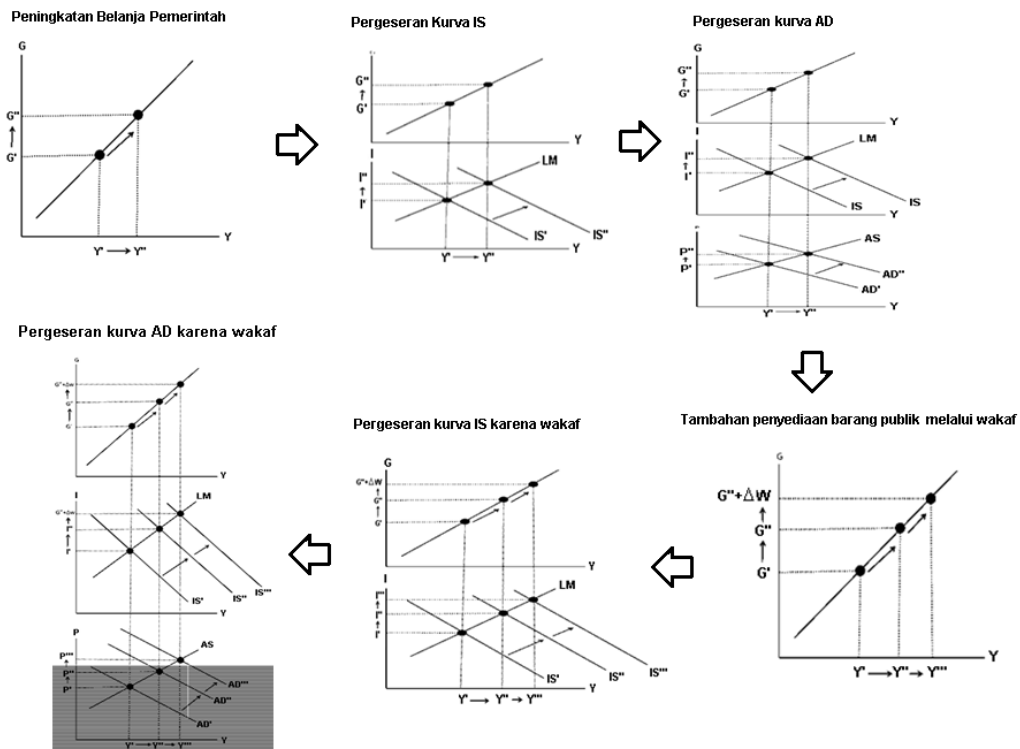 Peningkatan Belanja Pemerintah
G
G"
↑
G'
Y' → Y"
Y
Pergeseran Kurva IS
G"
↑
G'
Y
I
I"
↑
I'
LM
IS'
IS"
Y' → Y"
Y
Pergeseran kurva AD
G
G"
↑
G'
Y
I
I"
↑
I'
LM
IS
IS
P"
↑
P'
AS
AD"
AD'
Y' → Y"
Y
Tambahan penyediaan barang publik melalui wakaf
G
G"+ΔW
↑
G"
↑
G'
Y' → Y" → Y'"
Y
Pergeseran kurva IS karena wakaf
G
G"+ΔW
↑
G"
↑
G'
Y
I
I'"
↑
I"
↑
I'
LM
IS'
IS"
IS'"
Y' → Y" → Y'"
Y
Pergeseran kurva AD karena wakaf
G
G"+Δw
↑
G"
↑
G'
Y
I
G"+Δw
↑
I"
↑
I'
LM
IS'
IS"
IS'"
Y
P
P'"
↑
P"
↑
P'
AS
AD'"
AD"
AD'
Y' → Y" → Y'"
Y